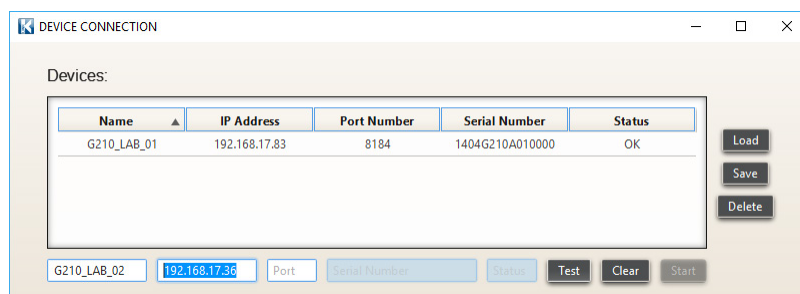 DEVICE CONNECTION
Devices:
Name IP Address Port Number Serial Number Status
G210_LAB_01 192.168.17.83 8184 1404G210A010000 OK
Load
Save
Delete
G210_LAB_02 192.168.17.36 Port Serial Number Status Test Clear Start